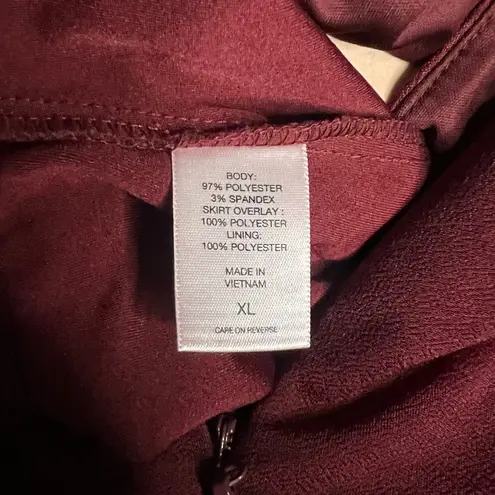 BODY:
97% POLYESTER
3% SPANDEX
SKIRT OVERLAY :
100% POLYESTER
LINING:
100% POLYESTER
MADE IN
VIETNAM
XL
CARE ON REVERSE